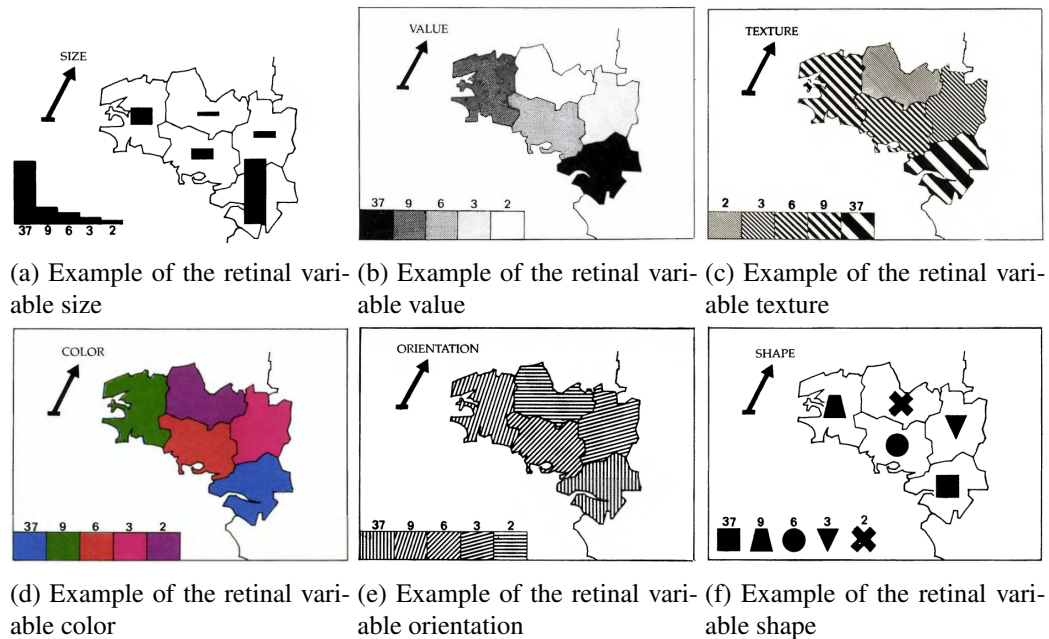 SIZE
37 9 6 3 2
VALUE
37 9 6 3 2
TEXTURE
2 3 6 9 37
(a) Example of the retinal vari-
able size
(b) Example of the retinal vari-
able value
(c) Example of the retinal vari-
able texture
COLOR
37 9 6 3 2
ORIENTATION
37 9 6 3 2
SHAPE
37 9 6 3 2
(d) Example of the retinal vari-
able color
(e) Example of the retinal vari-
able orientation
(f) Example of the retinal vari-
able shape